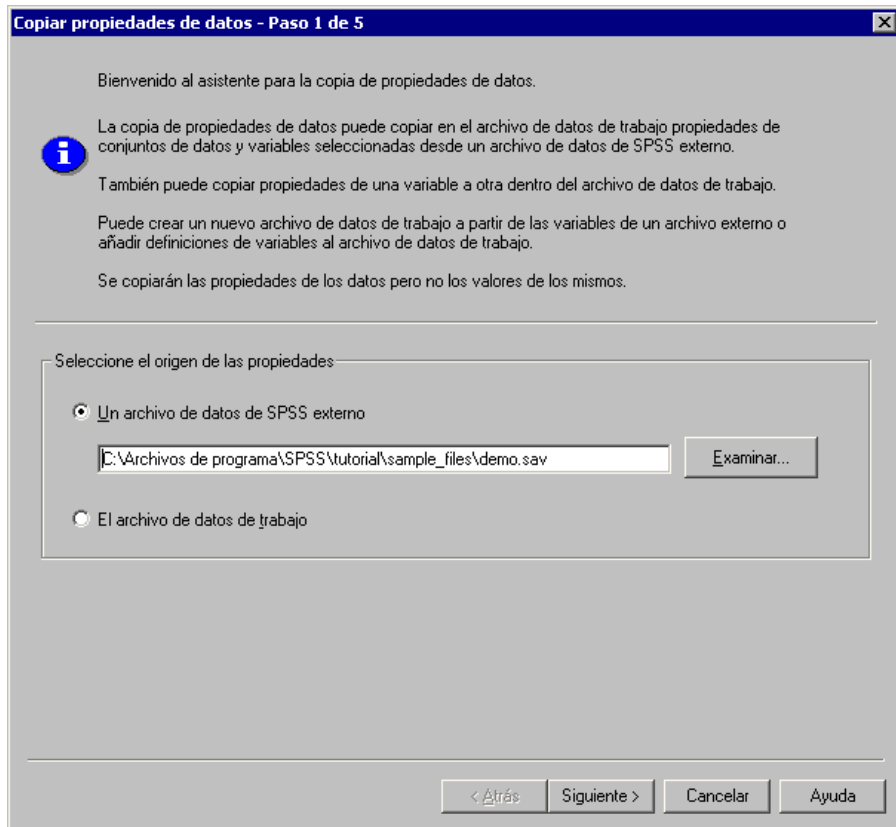 Copiar propiedades de datos - Paso 1 de 5
Bienvenido al asistente para la copia de propiedades de datos.
La copia de propiedades de datos puede copiar en el archivo de datos de trabajo propiedades de
conjuntos de datos y variables seleccionadas desde un archivo de datos de SPSS externo.
También puede copiar propiedades de una variable a otra dentro del archivo de datos de trabajo.
Puede crear un nuevo archivo de datos de trabajo a partir de las variables de un archivo externo o
añadir definiciones de variables al archivo de datos de trabajo.
Se copiarán las propiedades de los datos pero no los valores de los mismos.
Seleccione el origen de las propiedades
Un archivo de datos de SPSS externo
C:\Archivos de programa\SPSS\tutorial\sample_files\demo.sav
Examinar...
El archivo de datos de trabajo
< Atrás
Siguiente >
Cancelar
Ayuda